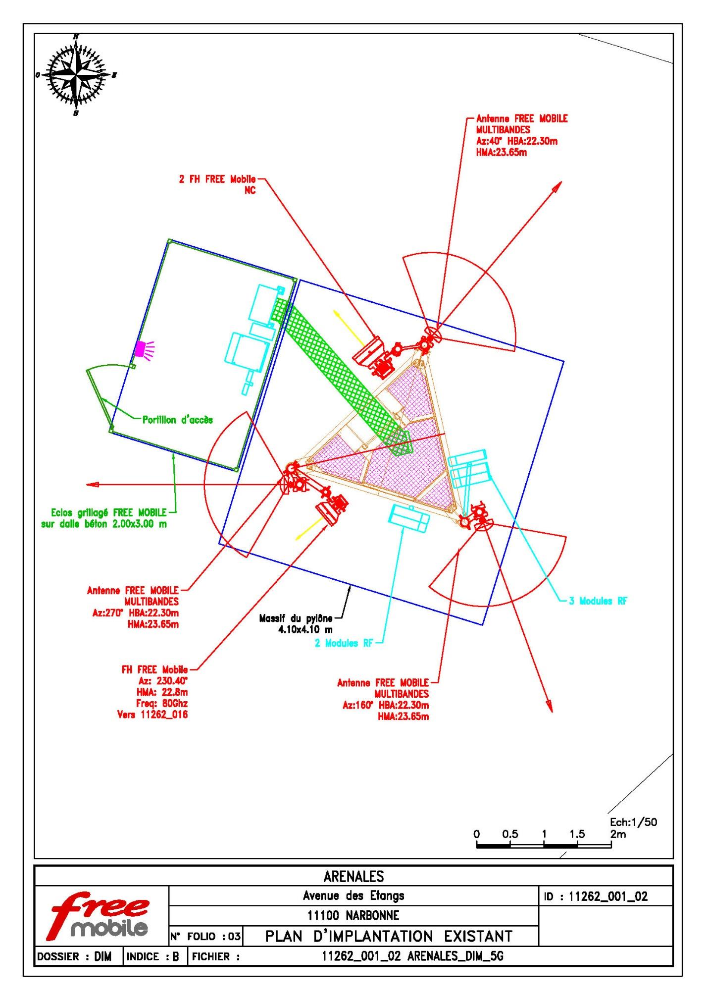 N
O
E
S
Antenne FREE MOBILE
MULTIBANDES
Az:40° HBA:22.30m
HMA:23.65m
2 FH FREE Mobile
NC
Portillon d'accès
Eclos grillagé FREE MOBILE
sur dalle béton 2.00x3.00 m
Antenne FREE MOBILE
MULTIBANDES
Az:270° HBA:22.30m
HMA:23.65m
3 Modules RF
Massif du pylône
4.10x4.10 m
2 Modules RF
FH FREE Mobile
Az: 230.40°
HMA: 22.8m
Freq: 80Ghz
Vers 11262_016
Antenne FREE MOBILE
MULTIBANDES
Az:160° HBA:22.30m
HMA:23.65m
Ech:1/50
0 0.5 1 1.5 2m
ARENALES
free
mobile
Avenue des Etangs
ID : 11262_001_02
11100 NARBONNE
N° FOLIO :03
PLAN D'IMPLANTATION EXISTANT
DOSSIER : DIM
INDICE : B
FICHIER :
11262_001_02 ARENALES_DIM_5G